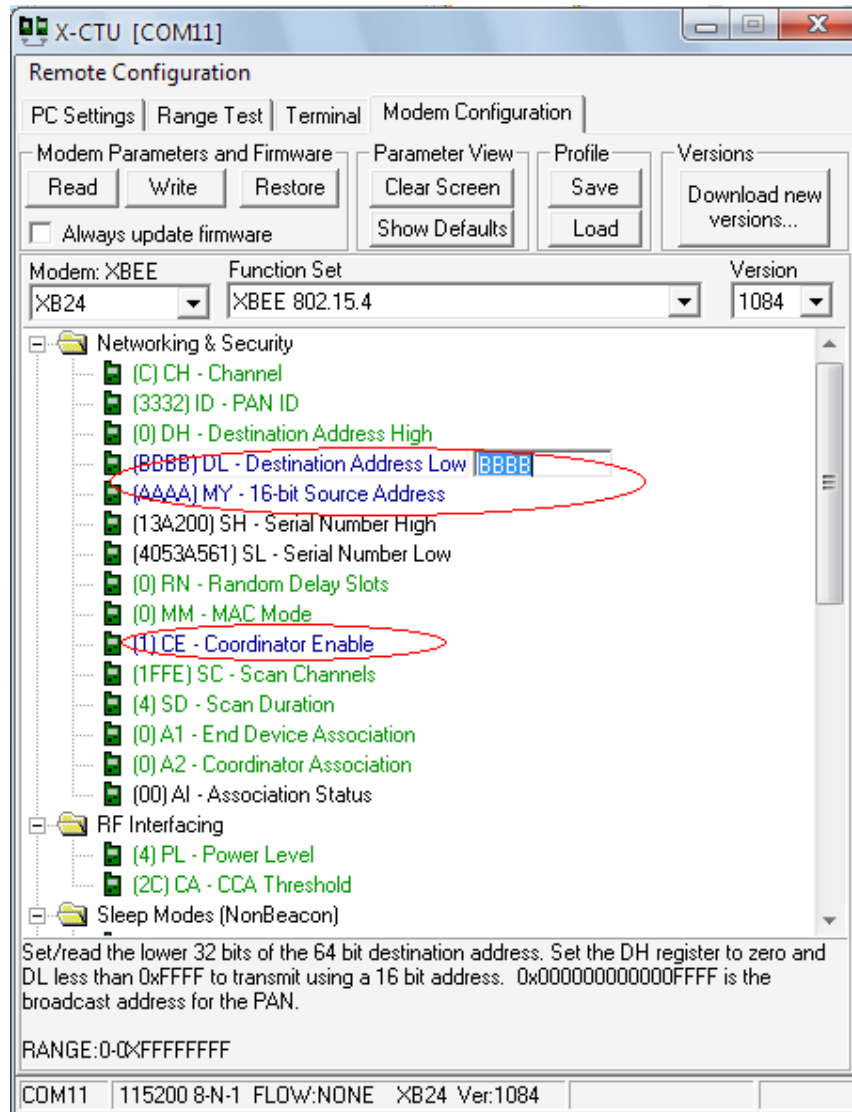 X-CTU [COM11]
Remote Configuration
PC Settings Range Test Terminal Modem Configuration
Modem Parameters and Firmware Parameter View Profile Versions
Read Write Restore Clear Screen Save Download new versions...
Always update firmware Show Defaults Load
Modem: XBEE Function Set Version
XB24 XBEE 802.15.4 1084
Networking & Security
(C) CH - Channel
(3332) ID - PAN ID
(0) DH - Destination Address High
(BBBB) DL - Destination Address Low BBBB
(AAAA) MY - 16-bit Source Address
(13A200) SH - Serial Number High
(4053A561) SL - Serial Number Low
(0) RN - Random Delay Slots
(0) MM - MAC Mode
(1) CE - Coordinator Enable
(1FFE) SC - Scan Channels
(4) SD - Scan Duration
(0) A1 - End Device Association
(0) A2 - Coordinator Association
(00) AI - Association Status
RF Interfacing
(4) PL - Power Level
(2C) CA - CCA Threshold
Sleep Modes (NonBeacon)
Set/read the lower 32 bits of the 64 bit destination address. Set the DH register to zero and
DL less than 0xFFFF to transmit using a 16 bit address. 0x000000000000FFFF is the
broadcast address for the PAN.
RANGE:0-0XFFFFFFFF
COM11 115200 8-N-1 FLOW:NONE XB24 Ver:1084